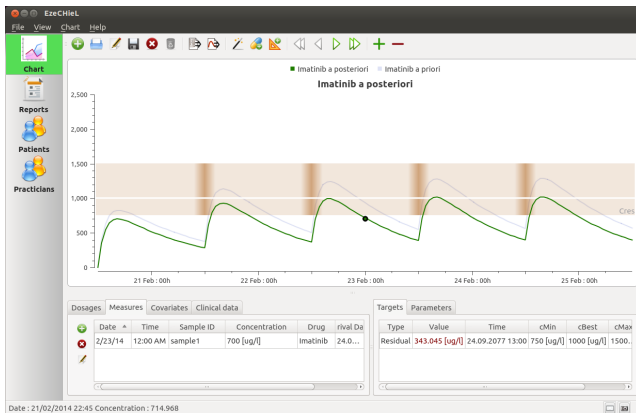 EzeCHieL
File View Chart Help
Chart
Reports
Patients
Practicians
Imatinib a posteriori Imatinib a priori
Imatinib a posteriori
2,500
2,000
1,500
1,000
500
0
21 Feb : 00h 22 Feb : 00h 23 Feb : 00h 24 Feb : 00h 25 Feb : 00h
Cres
Dosages Measures Covariates Clinical data
Date Time Sample ID Concentration Drug rival Da
2/23/14 12:00 AM sample1 700 [ug/l] Imatinib 24.0...
Targets Parameters
Type Value Time cMin cBest cMax
Residual 343.045 [ug/l] 24.09.2077 13:00 750 [ug/l] 1000 [ug/l] 1500..
Date : 21/02/2014 22:45 Concentration : 714.968